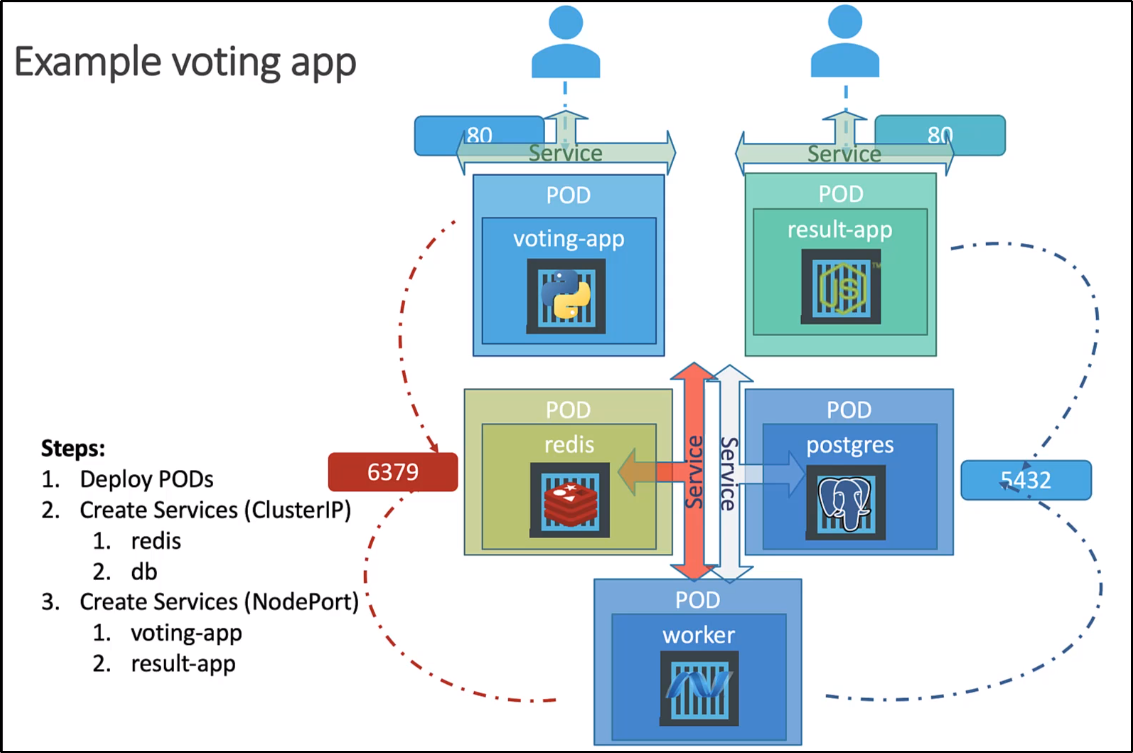 Example voting app
80
Service
80
Service
POD
voting-app
POD
result-app
JS
TM
POD
redis
Service
Service
POD
postgres
6379
5432
Steps:
1. Deploy PODs
2. Create Services (ClusterIP)
1. redis
2. db
3. Create Services (NodePort)
1. voting-app
2. result-app
POD
worker